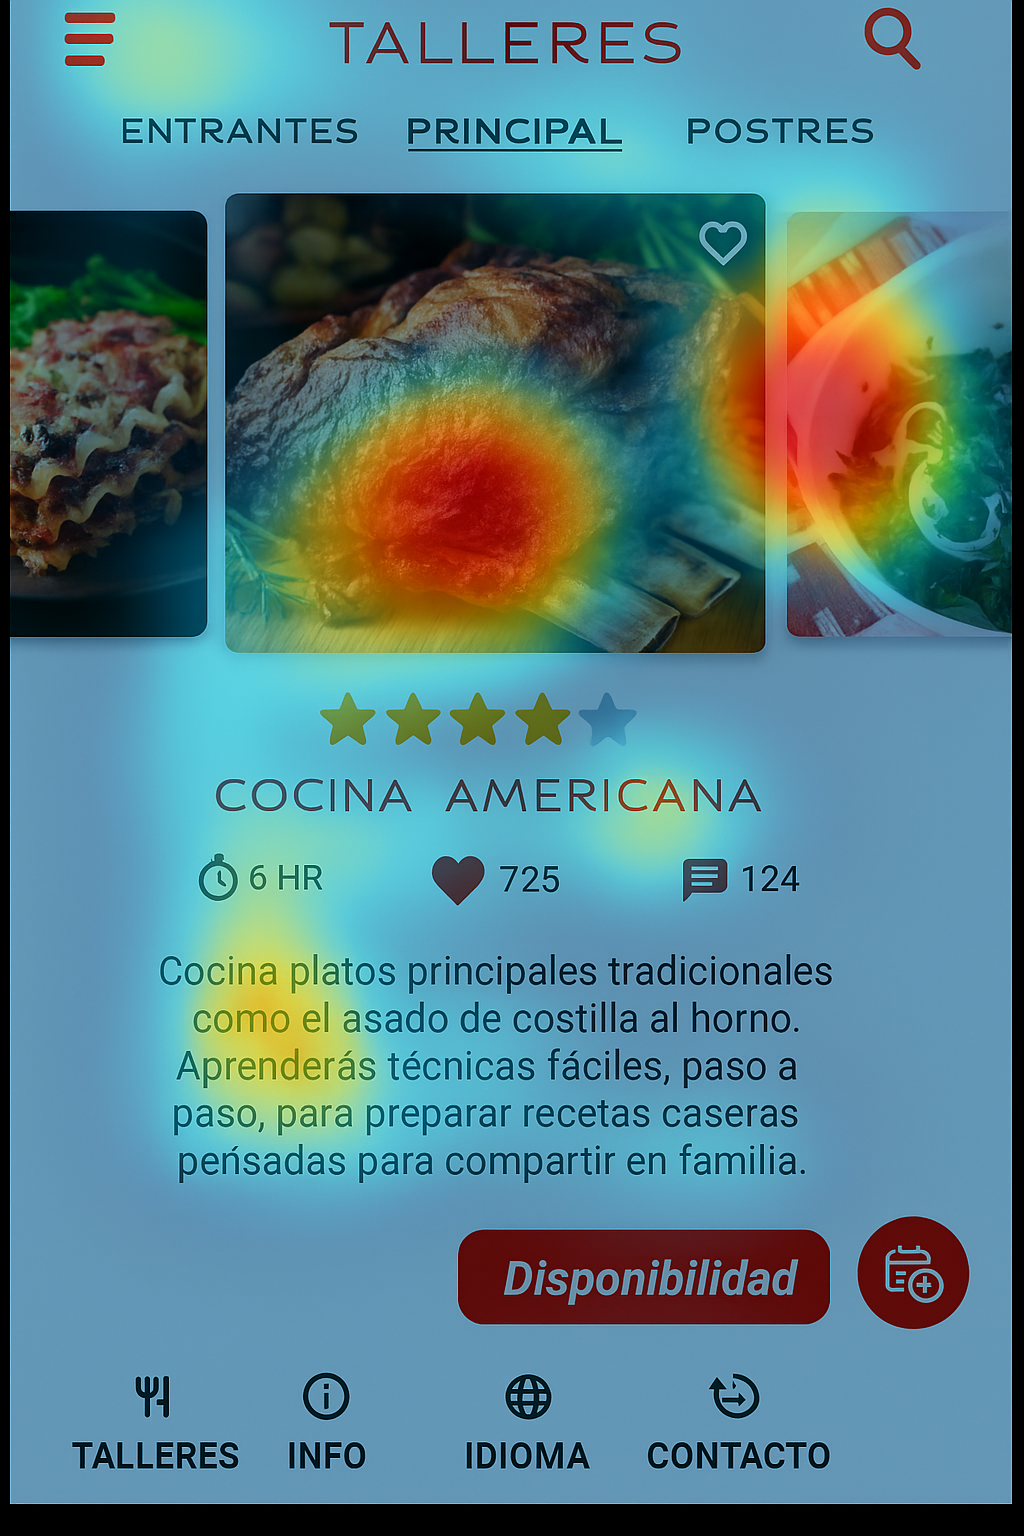 TALLERES
ENTRANTES PRINCIPAL POSTRES
COCINA AMERICANA
6 HR 725 124
Cocina platos principales tradicionales
como el asado de costilla al horno.
Aprenderás técnicas fáciles, paso a
paso, para preparar recetas caseras
peńsadas para compartir en familia.
Disponibilidad
TALLERES INFO IDIOMA CONTACTO